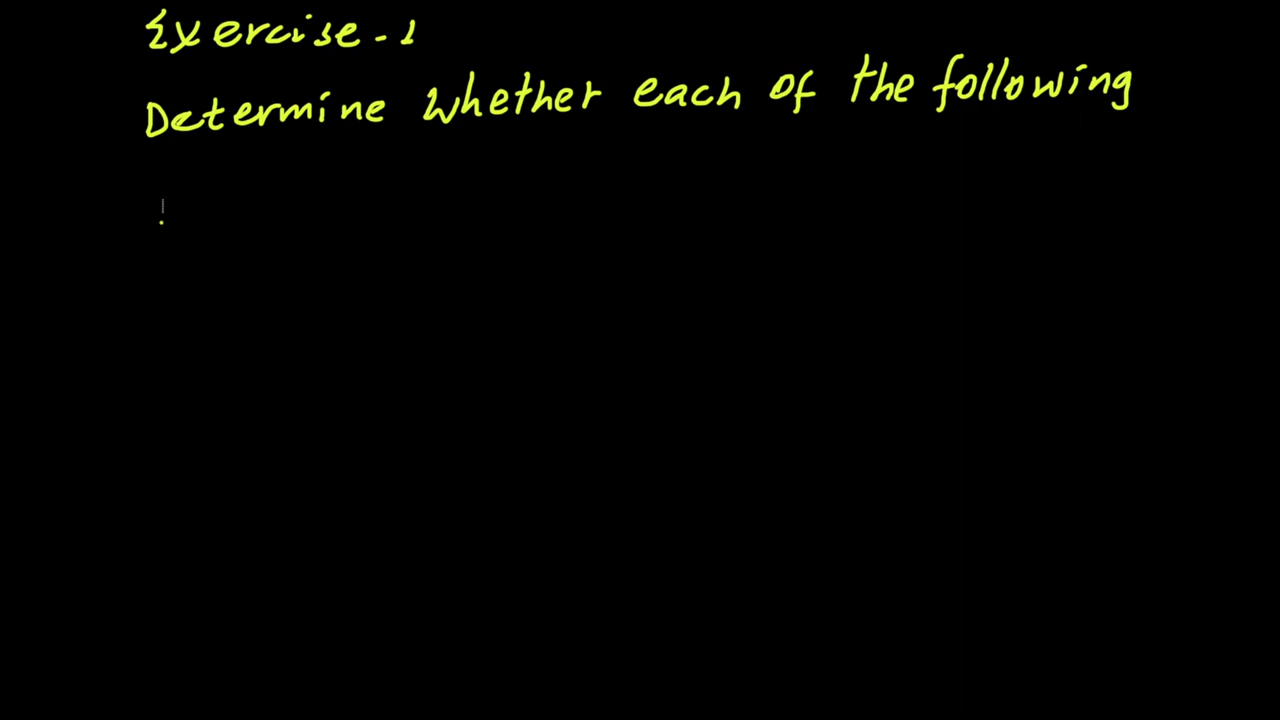 Exercise-1
Determine whether each of the following